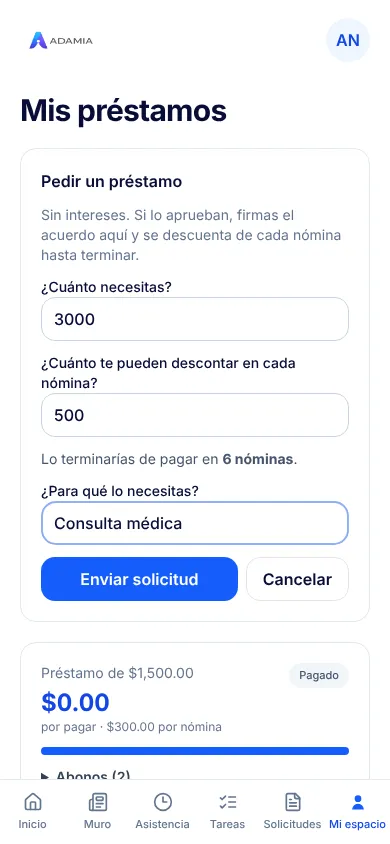 ADAMIA
AN
Mis préstamos
Pedir un préstamo
Sin intereses. Si lo aprueban, firmas el
acuerdo aquí y se descuenta de cada nómina
hasta terminar.
¿Cuánto necesitas?
3000
¿Cuánto te pueden descontar en cada
nómina?
500
Lo terminarías de pagar en 6 nóminas.
¿Para qué lo necesitas?
Consulta médica
Enviar solicitud
Cancelar
Préstamo de $1,500.00
Pagado
$0.00
por pagar · $300.00 por nómina
Abonos (2)
Inicio
Muro
Asistencia
Tareas
Solicitudes
Mi espacio